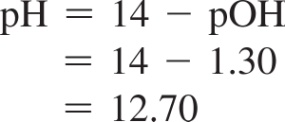 pH = 14 − pOH
= 14 − 1.30
= 12.70